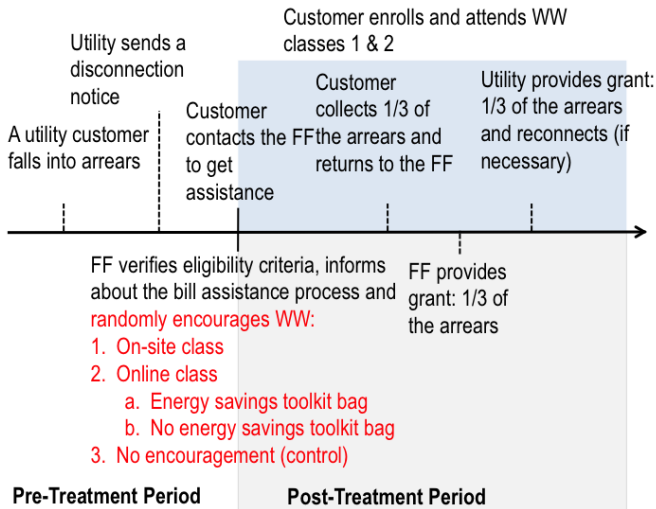 Customer enrolls and attends WW
classes 1 & 2
Utility sends a
disconnection
notice
A utility customer
falls into arrears
Customer
contacts the FF
to get
assistance
Customer
collects 1/3 of
the arrears and
returns to the FF
Utility provides grant:
1/3 of the arrears
and reconnects (if
necessary)
FF verifies eligibility criteria, informs
about the bill assistance process and
randomly encourages WW:
1. On-site class
2. Online class
a. Energy savings toolkit bag
b. No energy savings toolkit bag
3. No encouragement (control)
FF provides
grant: 1/3 of
the arrears
Pre-Treatment Period
Post-Treatment Period